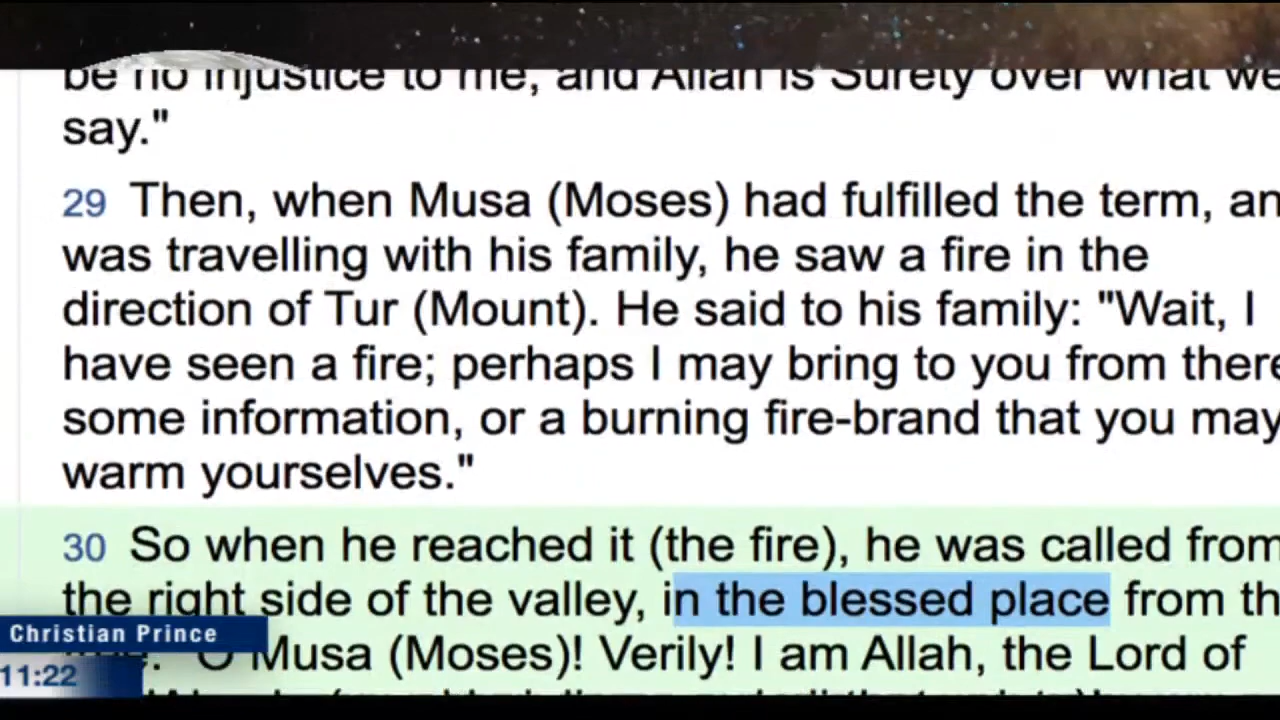 be no injustice to me, and Allah is Surety over what we
say."
29 Then, when Musa (Moses) had fulfilled the term, an
was travelling with his family, he saw a fire in the
direction of Tur (Mount). He said to his family: "Wait, I
have seen a fire; perhaps I may bring to you from there
some information, or a burning fire-brand that you may
warm yourselves."
30 So when he reached it (the fire), he was called from
the right side of the valley, in the blessed place from th
Christian Prince
"O Musa (Moses)! Verily! I am Allah, the Lord of
11:22